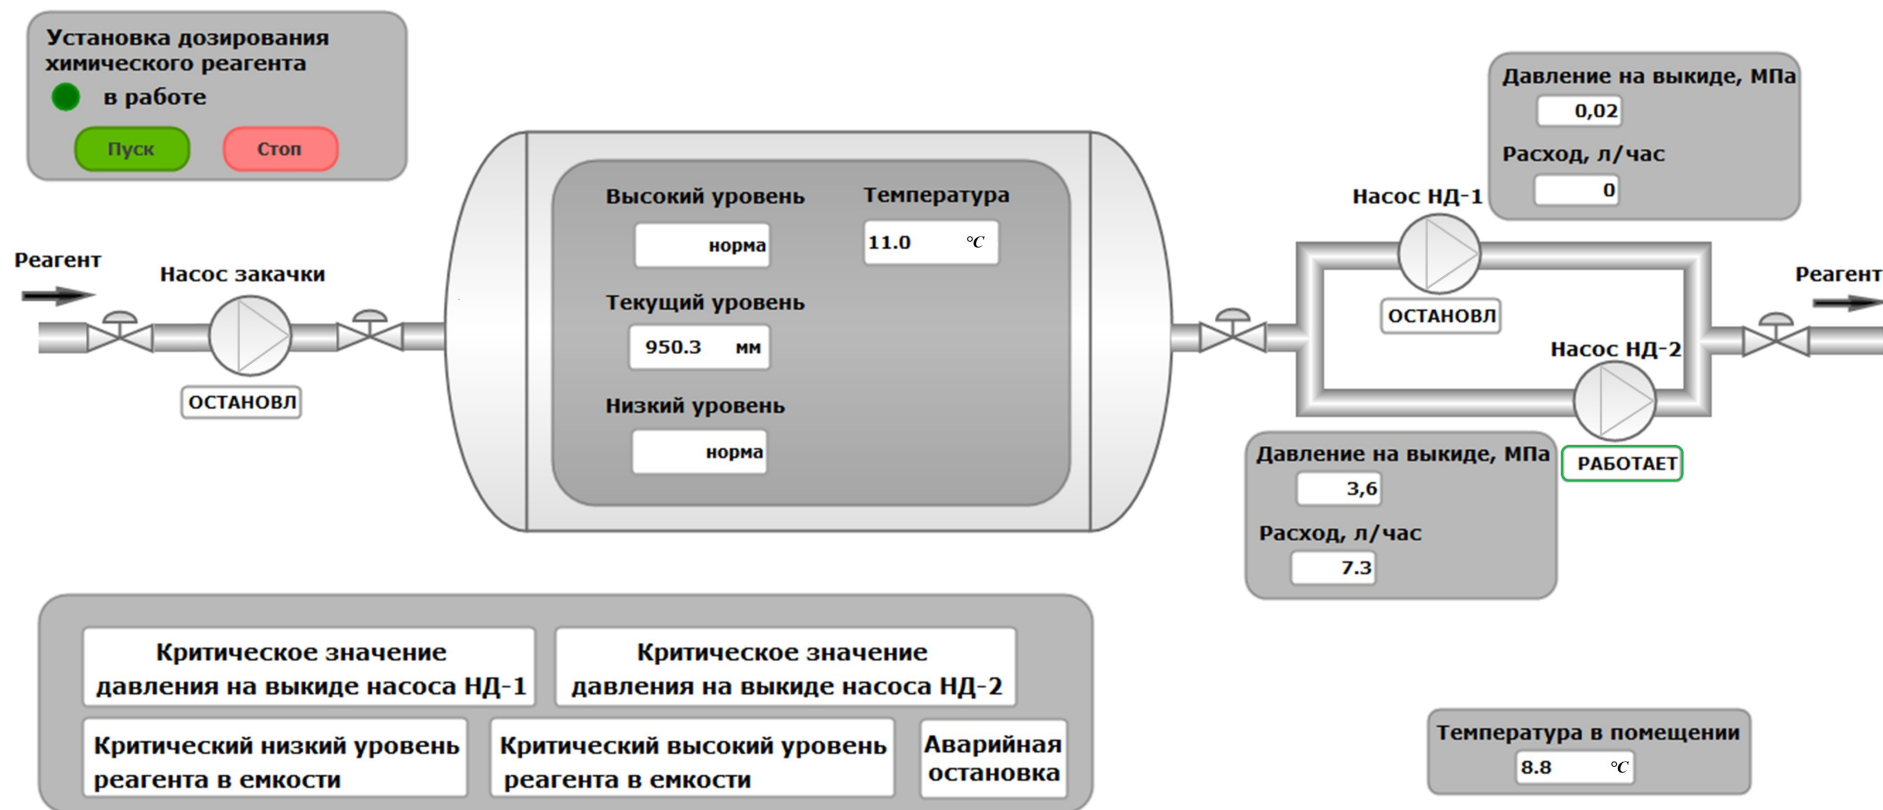 Установка дозирования
химического реагента
в работе
Пуск
Стоп
Реагент
Насос закачки
ОСТАНОВЛ
Высокий уровень
норма
Температура
11.0 °C
Текущий уровень
950.3 мм
Низкий уровень
норма
Давление на выкиде, МПа
0,02
Расход, л/час
0
Насос НД-1
ОСТАНОВЛ
Насос НД-2
РАБОТАЕТ
Реагент
Давление на выкиде, МПа
3,6
Расход, л/час
7.3
Критическое значение
давления на выкиде насоса НД-1
Критическое значение
давления на выкиде насоса НД-2
Критический низкий уровень
реагента в емкости
Критический высокий уровень
реагента в емкости
Аварийная
остановка
Температура в помещении
8.8 °C